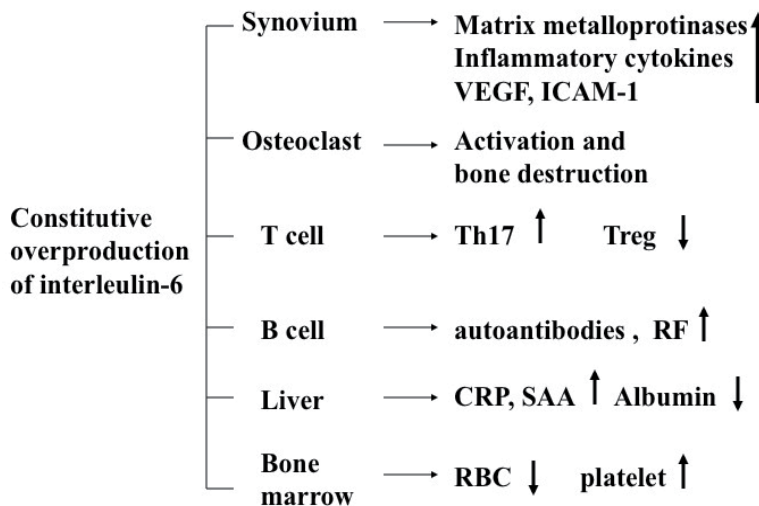 Synovium Matrix metalloprotinases
Inflammatory cytokines
VEGF, ICAM-1
Osteoclast Activation and
bone destruction
Constitutive
overproduction
of interleulin-6
T cell Th17 Treg
B cell autoantibodies , RF
Liver CRP, SAA Albumin
Bone
marrow RBC platelet